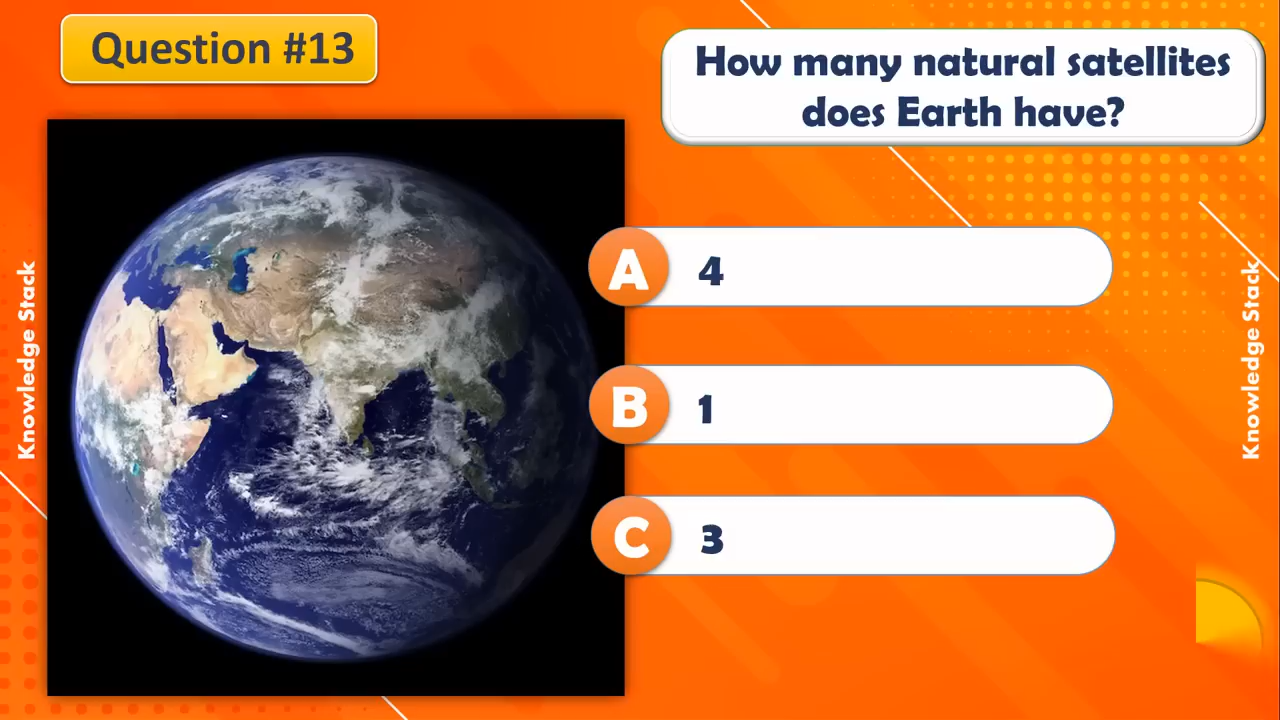 Question #13
How many natural satellites
does Earth have?
A 4
B 1
C 3
Knowledge Stack
Knowledge Stack